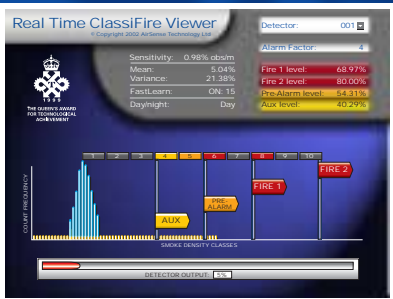 Real Time ClassiFire Viewer
© Copyright 2002 AirSense Technology Ltd
Detector: 001
Alarm Factor: 4
Sensitivity: 0.98% obs/m
Mean: 5.04%
Variance: 21.38%
FastLearn: ON: 15
Day/night: Day
Fire 1 level: 68.97%
Fire 2 level: 80.00%
Pre-Alarm level: 54.31%
Aux level: 40.29%
1999
THE QUEEN'S AWARD
FOR TECHNOLOGICAL
ACHIEVEMENT
1 2 3 4 5 6 7 8 9 10
FIRE 2
FIRE 1
PRE-
ALARM
AUX
COUNT FREQUENCY
SMOKE DENSITY CLASSES
DETECTOR OUTPUT: 5%